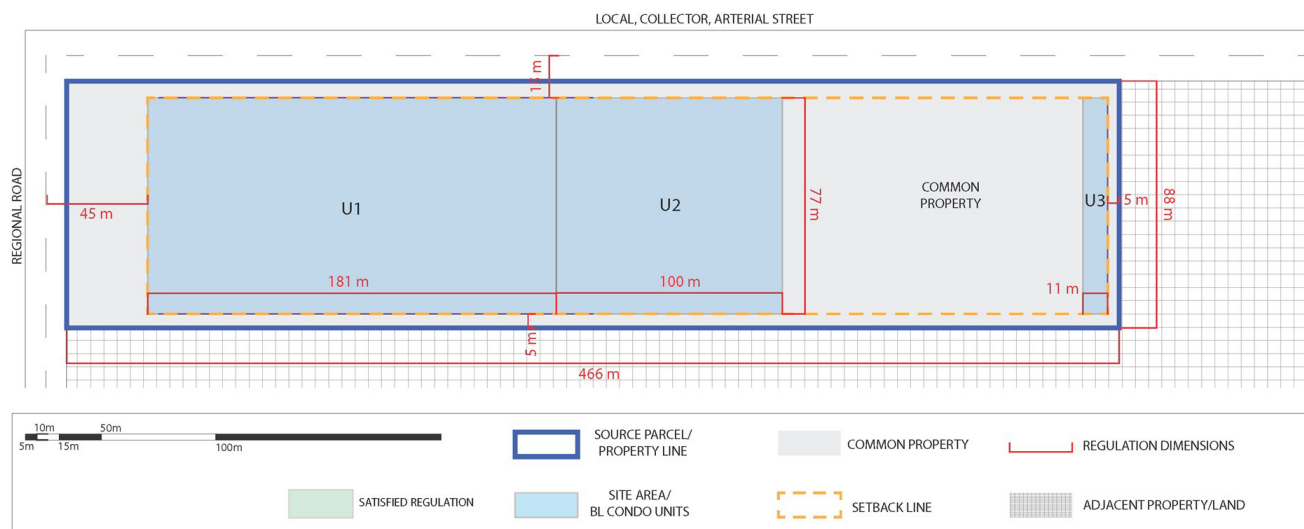 LOCAL, COLLECTOR, ARTERIAL STREET
REGIONAL ROAD
13 m
45 m
U1
U2
77 m
COMMON
PROPERTY
U3
5 m
88 m
181 m
100 m
11 m
5 m
466 m
10m
50m
5m
15m
100m
SOURCE PARCEL/
PROPERTY LINE
COMMON PROPERTY
REGULATION DIMENSIONS
SATISFIED REGULATION
SITE AREA/
BL CONDO UNITS
SETBACK LINE
ADJACENT PROPERTY/LAND